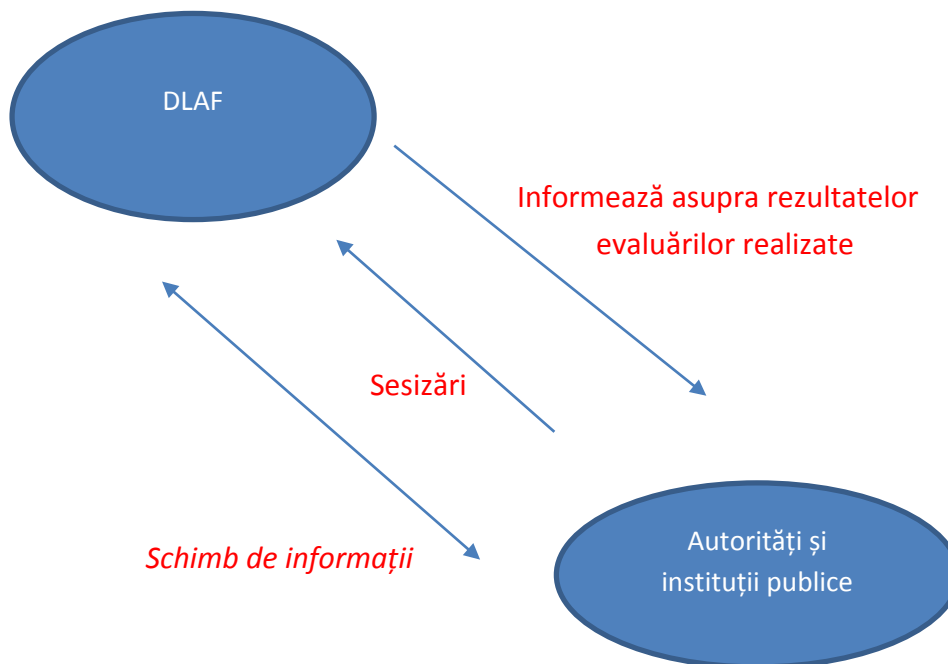 DLAF
Informează asupra rezultatelor
evaluărilor realizate
Sesizări
Schimb de informații
Autorități și
instituții publice